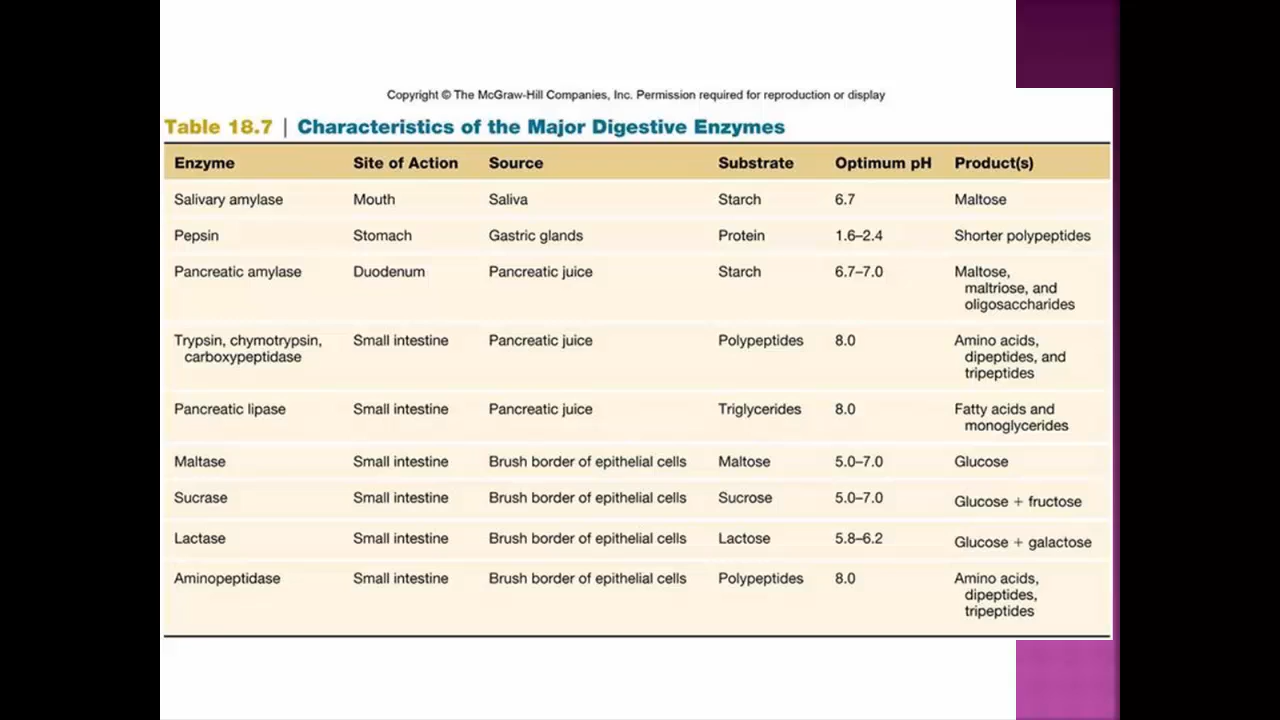 Copyright © The McGraw-Hill Companies, Inc. Permission required for reproduction or display
Table 18.7 | Characteristics of the Major Digestive Enzymes
Enzyme Site of Action Source Substrate Optimum pH Product(s)
Salivary amylase Mouth Saliva Starch 6.7 Maltose
Pepsin Stomach Gastric glands Protein 1.6–2.4 Shorter polypeptides
Pancreatic amylase Duodenum Pancreatic juice Starch 6.7–7.0 Maltose,
maltriose, and
oligosaccharides
Trypsin, chymotrypsin, Small intestine Pancreatic juice Polypeptides 8.0 Amino acids,
carboxypeptidase dipeptides, and
tripeptides
Pancreatic lipase Small intestine Pancreatic juice Triglycerides 8.0 Fatty acids and
monoglycerides
Maltase Small intestine Brush border of epithelial cells Maltose 5.0–7.0 Glucose
Sucrase Small intestine Brush border of epithelial cells Sucrose 5.0–7.0 Glucose + fructose
Lactase Small intestine Brush border of epithelial cells Lactose 5.8–6.2 Glucose + galactose
Aminopeptidase Small intestine Brush border of epithelial cells Polypeptides 8.0 Amino acids,
dipeptides,
tripeptides